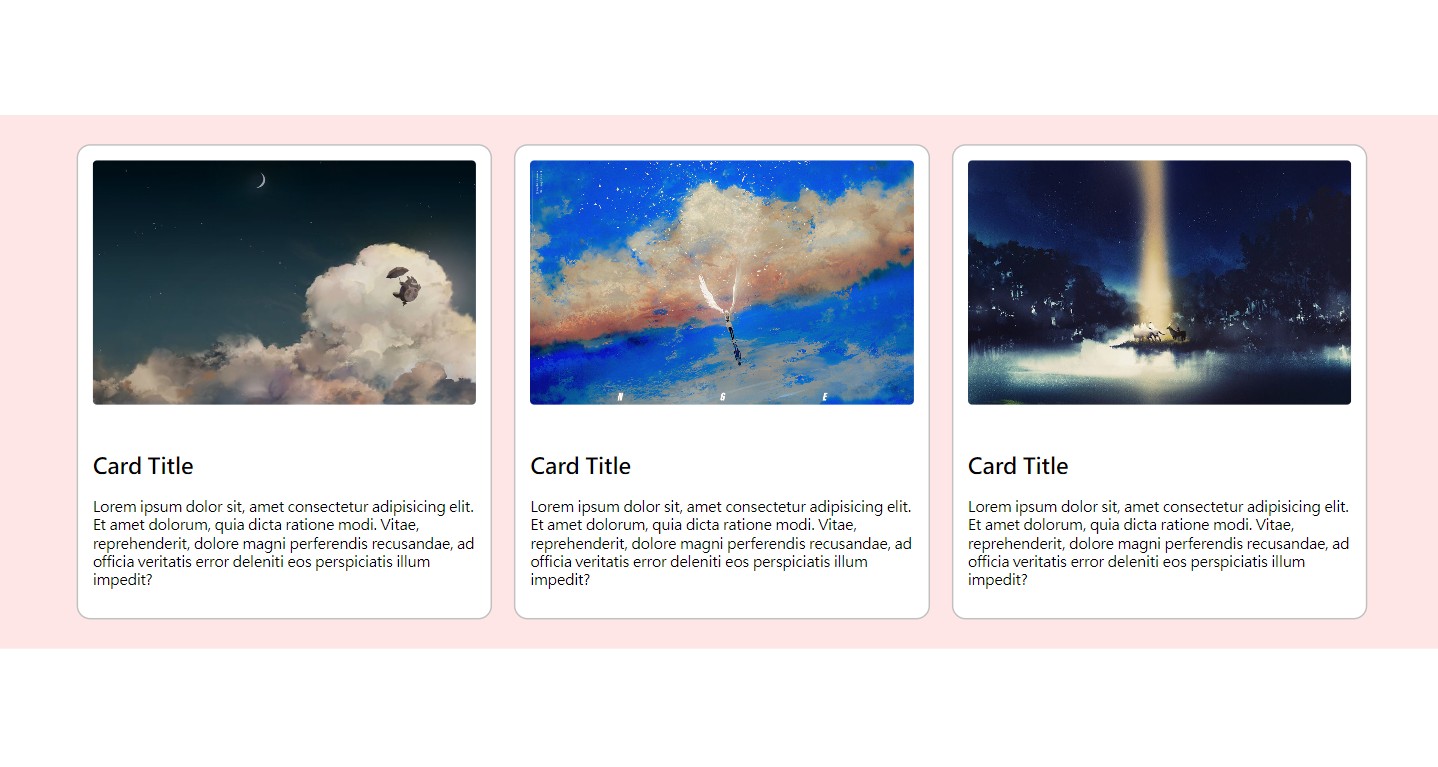 N G E
Card Title
Lorem ipsum dolor sit, amet consectetur adipisicing elit.
Et amet dolorum, quia dicta ratione modi. Vitae,
reprehenderit, dolore magni perferendis recusandae, ad
officia veritatis error deleniti eos perspiciatis illum
impedit?
Card Title
Lorem ipsum dolor sit, amet consectetur adipisicing elit.
Et amet dolorum, quia dicta ratione modi. Vitae,
reprehenderit, dolore magni perferendis recusandae, ad
officia veritatis error deleniti eos perspiciatis illum
impedit?
Card Title
Lorem ipsum dolor sit, amet consectetur adipisicing elit.
Et amet dolorum, quia dicta ratione modi. Vitae,
reprehenderit, dolore magni perferendis recusandae, ad
officia veritatis error deleniti eos perspiciatis illum
impedit?